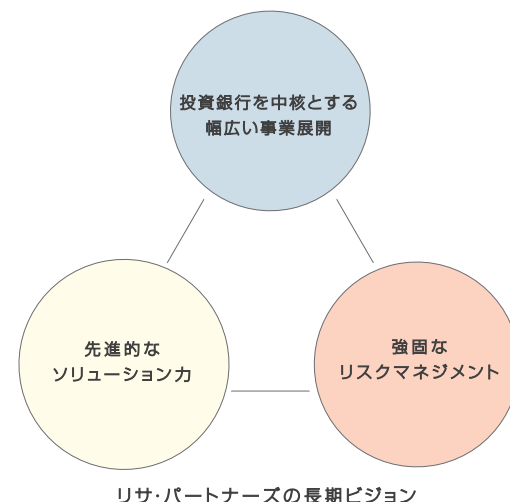 投資銀行を中核とする
幅広い事業展開
先進的な
ソリューション力
強固な
リスクマネジメント
リサ・パートナーズの長期ビジョン